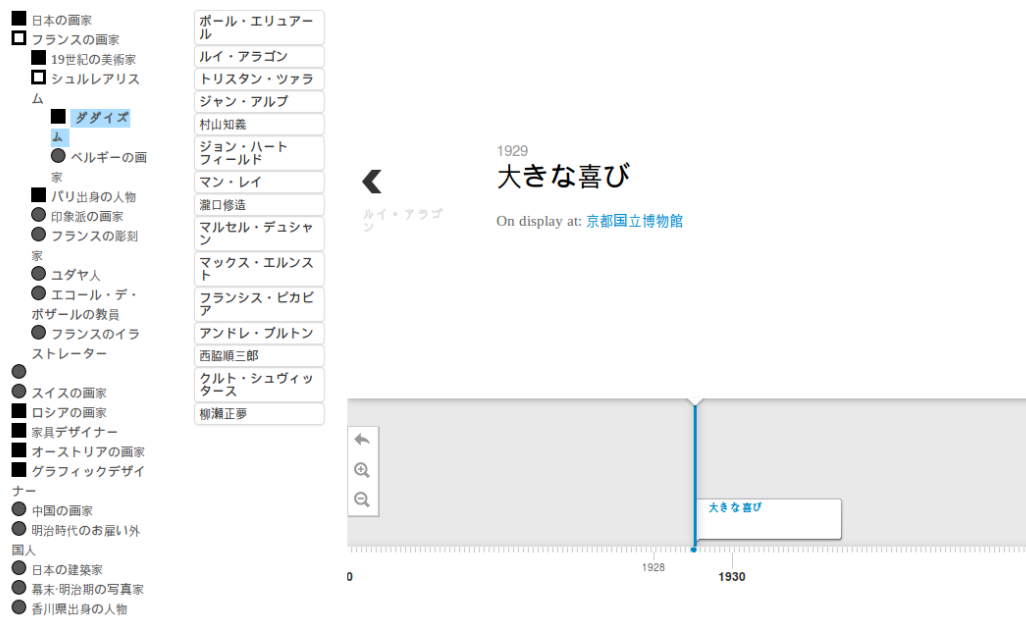 日本の画家
フランスの画家
19世紀の美術家
シュルレアリス
ム
ダダイズ
ム
ベルギーの画
家
パリ出身の人物
印象派の画家
フランスの彫刻
家
ユダヤ人
エコール・デ・
ボザールの教員
フランスのイラ
ストレーター
スイスの画家
ロシアの画家
家具デザイナー
オーストリアの画家
グラフィックデザイ
ナー
中国の画家
明治時代のお雇い外
国人
日本の建築家
幕末·明治期の写真家
香川県出身の人物
ポール・エリュアー
ル
ルイ・アラゴン
トリスタン・ツァラ
ジャン・アルプ
村山知義
ジョン・ハート
フィールド
マン・レイ
瀧口修造
マルセル・デュシャ
ン
マックス・エルンス
ト
フランシス・ピカビ
ア
アンドレ・ブルトン
西脇順三郎
クルト・シュヴィッ
タース
柳瀬正夢
ルイ・アラゴ
ン
1929
大きな喜び
On display at: 京都国立博物館
大きな喜び
1928
0
1930